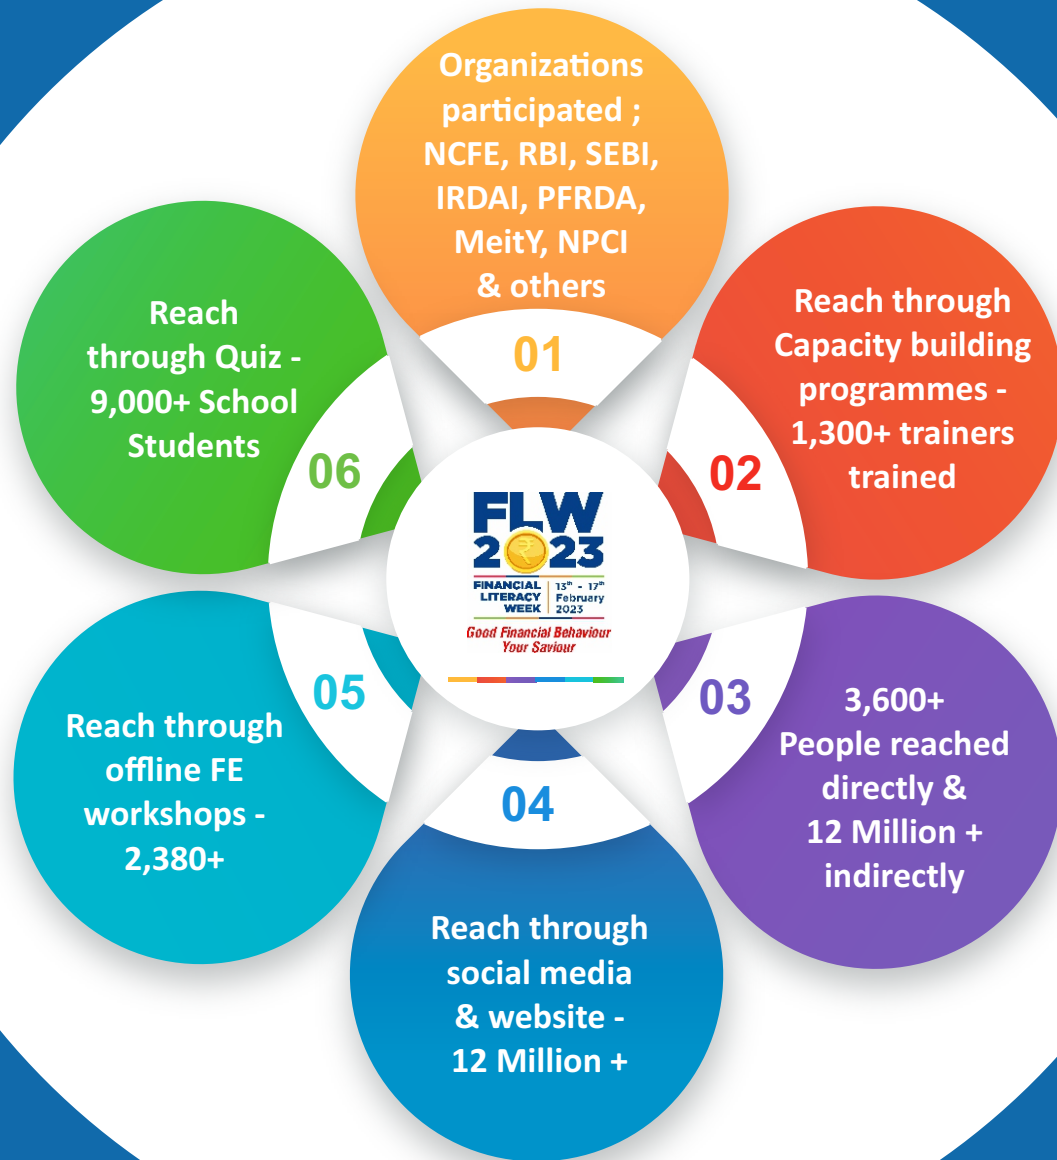 Organizations
participated ;
NCFE, RBI, SEBI,
IRDAI, PFRDA,
MeitY, NPCI
& others
01
Reach through
Capacity building
programmes -
1,300+ trainers
trained
02
3,600+
People reached
directly &
12 Million +
indirectly
03
Reach through
social media
& website -
12 Million +
04
Reach through
offline FE
workshops -
2,380+
05
Reach
through Quiz -
9,000+ School
Students
06
FLW
2₹23
FINANCIAL
LITERACY
WEEK
13th - 17th
February
2023
Good Financial Behaviour
Your Saviour